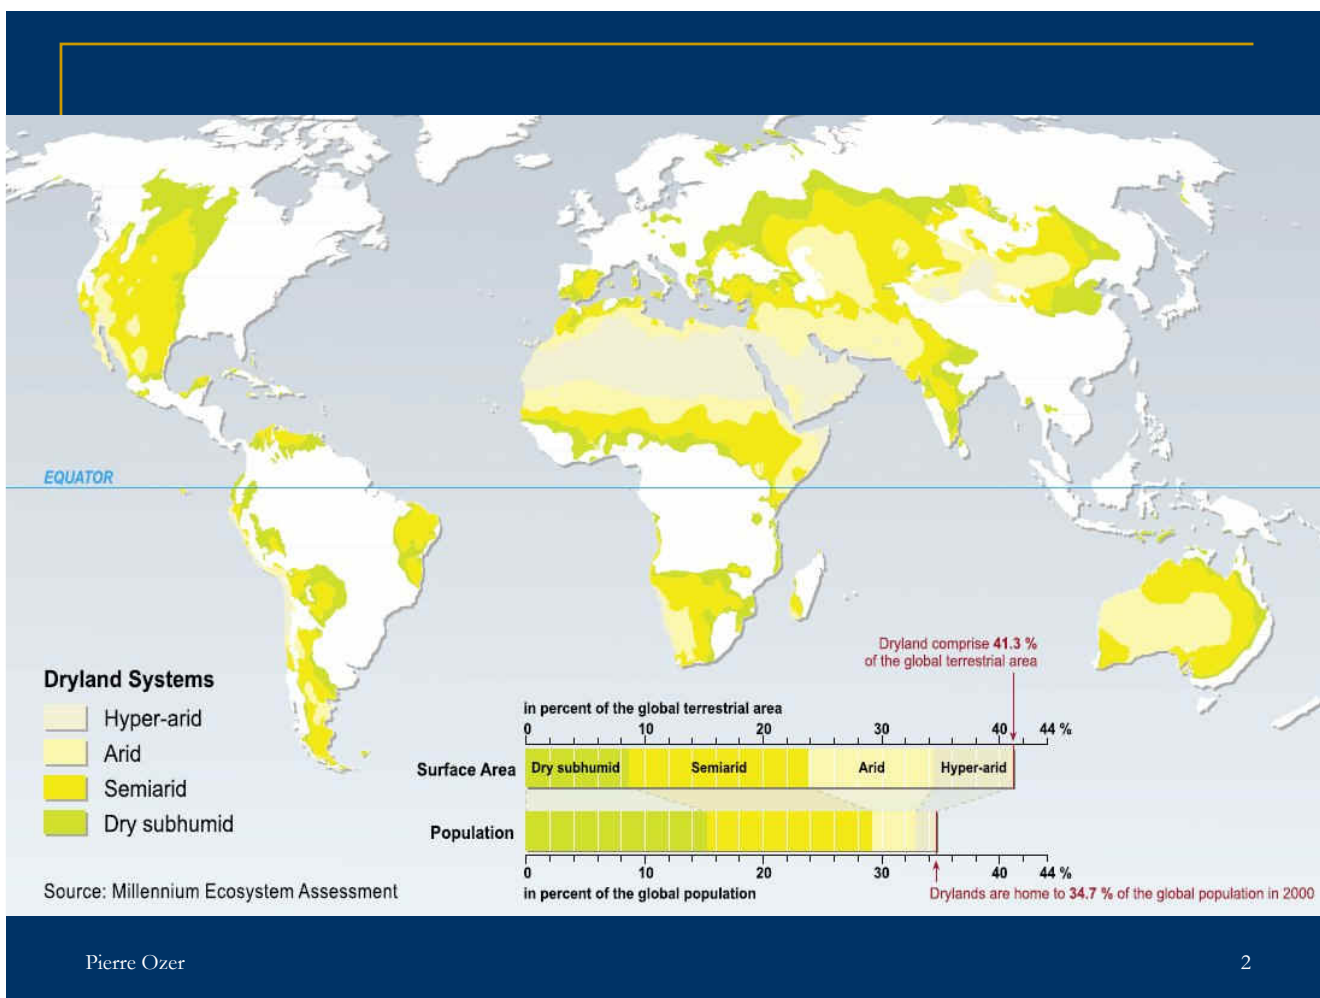 EQUATOR
Dryland comprise 41.3 %
of the global terrestrial area
Dryland Systems
Hyper-arid
Arid
Semiarid
Dry subhumid
Source: Millennium Ecosystem Assessment
in percent of the global terrestrial area
0 10 20 30 40 44 %
Surface Area Dry subhumid Semiarid Arid Hyper-arid
Population
0 10 20 30 40 44 %
in percent of the global population
Drylands are home to 34.7 % of the global population in 2000
Pierre Ozer
2